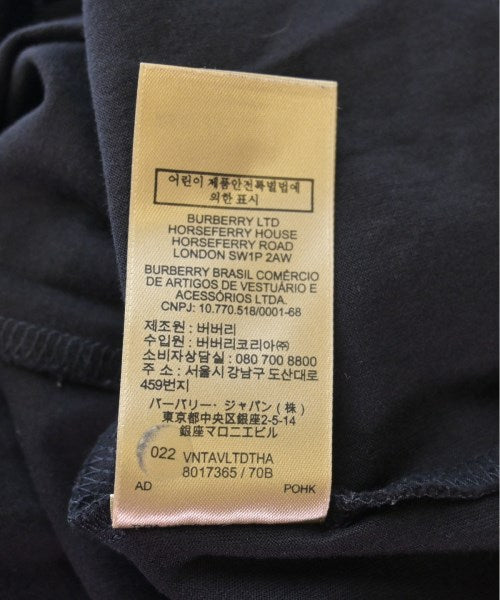 어린이 제품안전특별법에
의한 표시
BURBERRY LTD
HORSEFERRY HOUSE
HORSEFERRY ROAD
LONDON SW1P 2AW
BURBERRY BRASIL COMÉRCIO
DE ARTIGOS DE VESTUÁRIO E
ACESSÓRIOS LTDA.
CNPJ: 10.770.518/0001-68
제조원 : 버버리
수입원 : 버버리코리아㈜
소비자상담실 : 080 700 8800
주 소 : 서울시 강남구 도산대로
459번지
バーバリー・ジャパン（株）
東京都中央区銀座2-5-14
銀座マロニエビル
022 VNTAVLTDTHA
8017365 / 70B
AD POHK